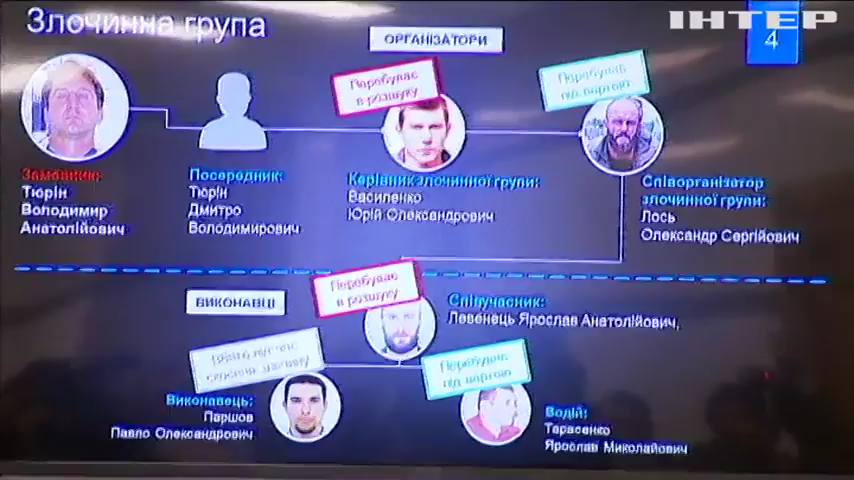 Злочинна група
ІНТЕР
4
ОРГАНІЗАТОРИ
Перебуває
в розшуку
Перебуває
під вартою
Замовник:
Тюрін
Володимир
Анатолійович
Посередник:
Тюрін
Дмитро
Володимирович
Керівник злочинної групи:
Василенко
Юрій Олександрович
Співорганізатор
злочинної групи:
Лось
Олександр Сергійович
Перебуває
в розшуку
ВИКОНАВЦІ
Співучасник:
Левенець Ярослав Анатолійович,
Перебуває
під вартою
Виконавець:
Паршов
Павло Олександрович
Водій:
Тарасенко
Ярослав Миколайович